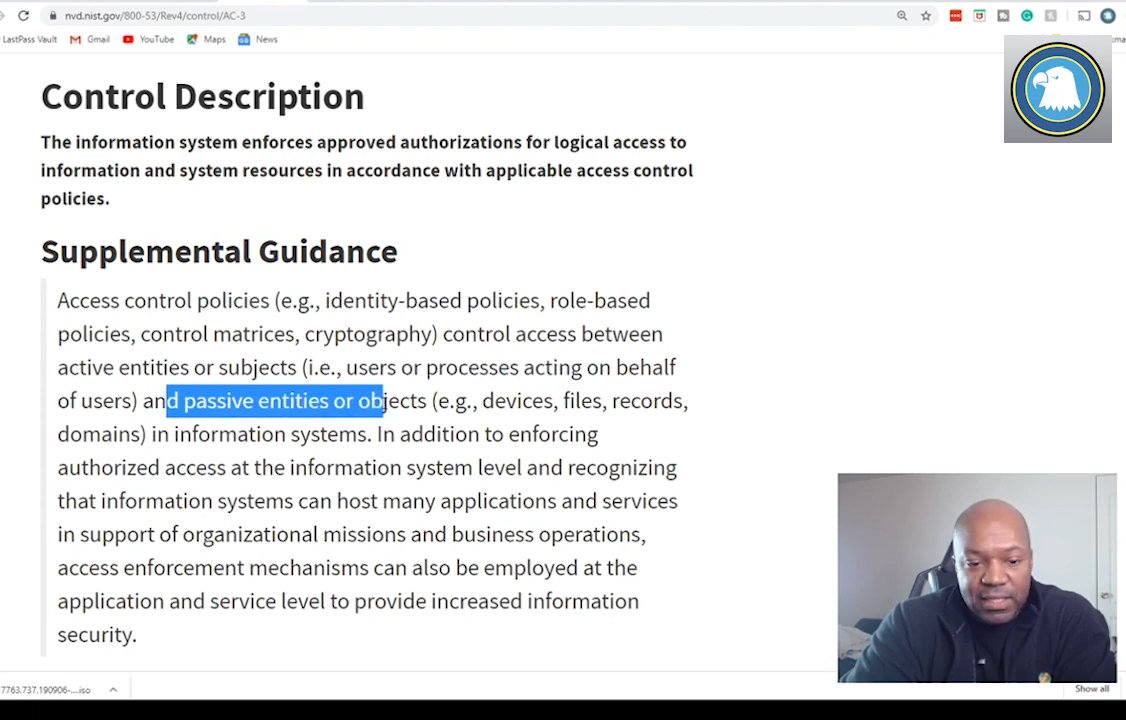 nvd.nist.gov/800-53/Rev4/control/AC-3
LastPass Vault Gmail YouTube Maps News
Control Description
The information system enforces approved authorizations for logical access to
information and system resources in accordance with applicable access control
policies.
Supplemental Guidance
Access control policies (e.g., identity-based policies, role-based
policies, control matrices, cryptography) control access between
active entities or subjects (i.e., users or processes acting on behalf
of users) and passive entities or objects (e.g., devices, files, records,
domains) in information systems. In addition to enforcing
authorized access at the information system level and recognizing
that information systems can host many applications and services
in support of organizational missions and business operations,
access enforcement mechanisms can also be employed at the
application and service level to provide increased information
security.
7763.737.190906-....iso
Show all